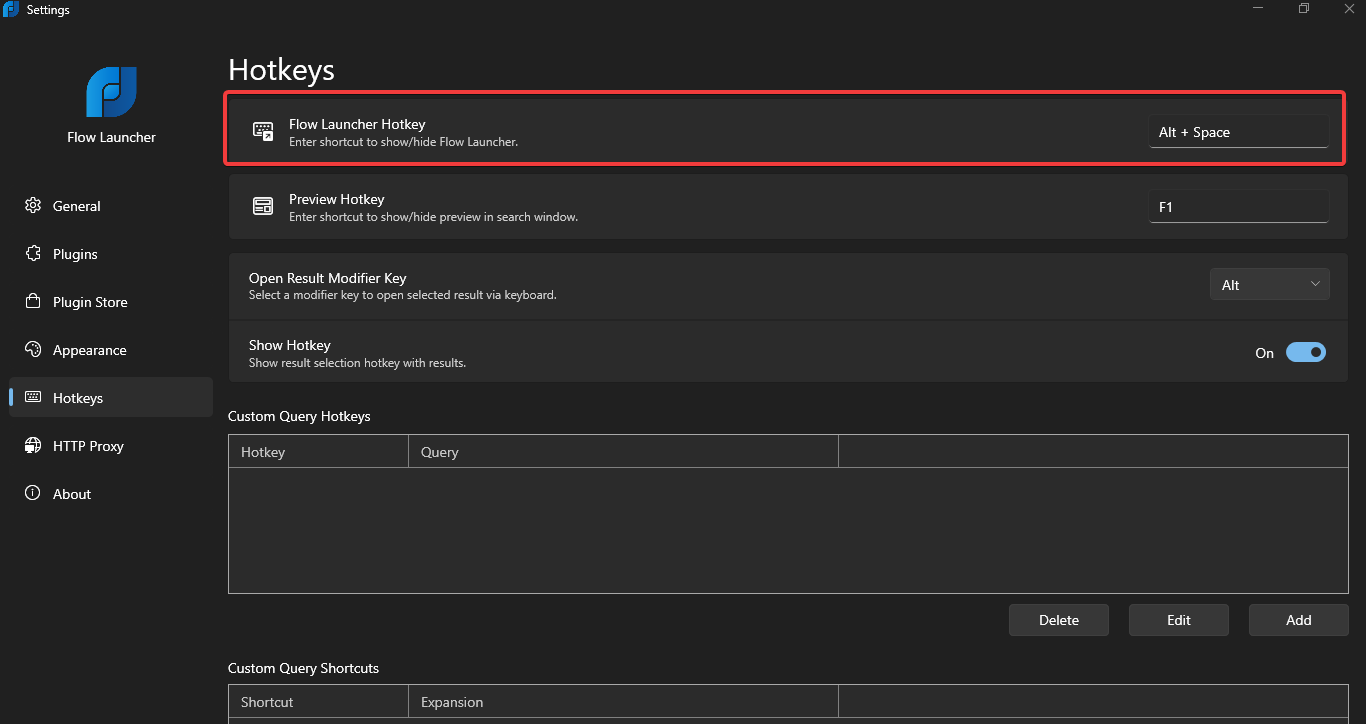 Settings
Flow Launcher
General
Plugins
Plugin Store
Appearance
Hotkeys
HTTP Proxy
About
Hotkeys
Flow Launcher Hotkey
Enter shortcut to show/hide Flow Launcher.
Alt + Space
Preview Hotkey
Enter shortcut to show/hide preview in search window.
F1
Open Result Modifier Key
Select a modifier key to open selected result via keyboard.
Alt
Show Hotkey
Show result selection hotkey with results.
On
Custom Query Hotkeys
Hotkey Query
Delete Edit Add
Custom Query Shortcuts
Shortcut Expansion